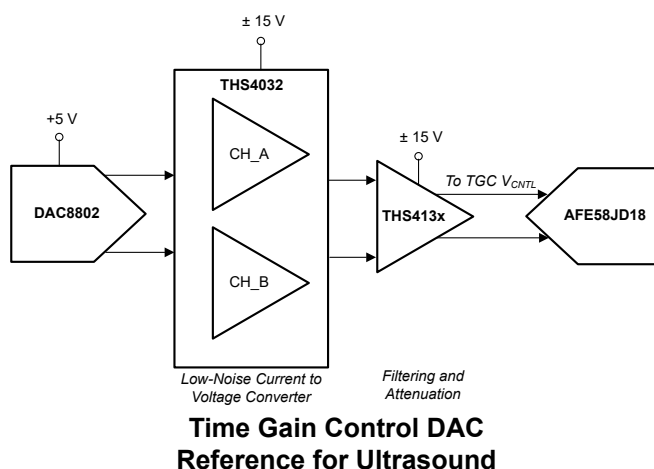 ± 15 V
THS4032
+5 V
CH_A
± 15 V
To TGC V_CNTL
DAC8802
THS413x
AFE58JD18
CH_B
Low-Noise Current to
Voltage Converter
Filtering and
Attenuation
Time Gain Control DAC
Reference for Ultrasound